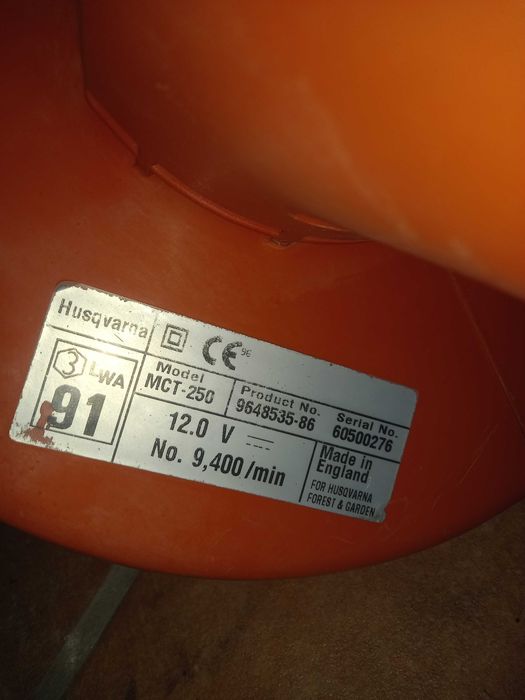 Husqvarna
CE 96
LWA
91
Model
MCT-250
Product No.
9648535-86
Serial No.
60500276
12.0 V
No. 9,400/min
Made in
England
FOR HUSQVARNA
FOREST & GARDEN